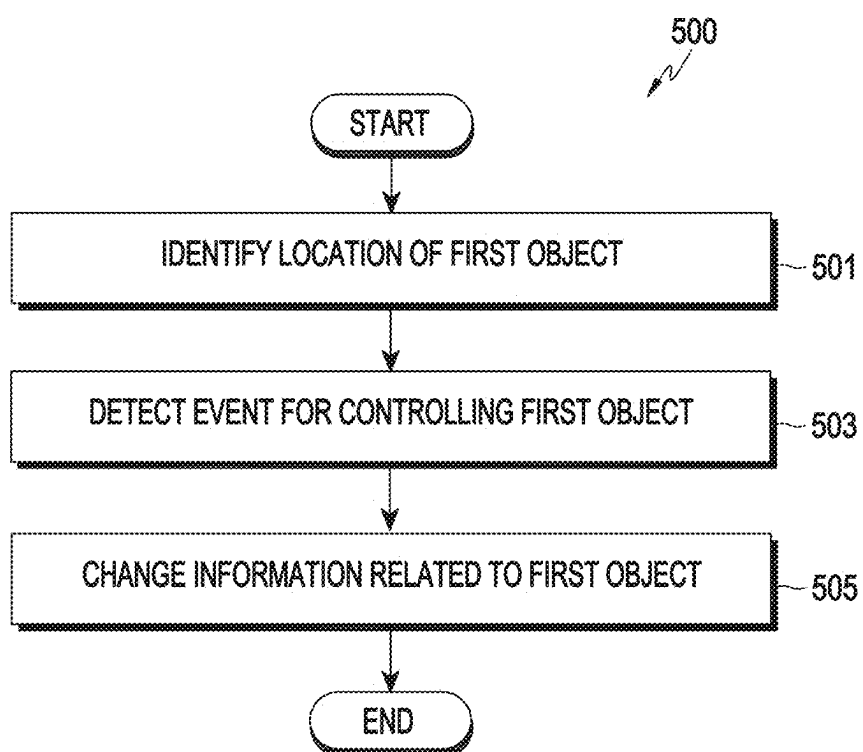 500
START
IDENTIFY LOCATION OF FIRST OBJECT
501
DETECT EVENT FOR CONTROLLING FIRST OBJECT
503
CHANGE INFORMATION RELATED TO FIRST OBJECT
505
END